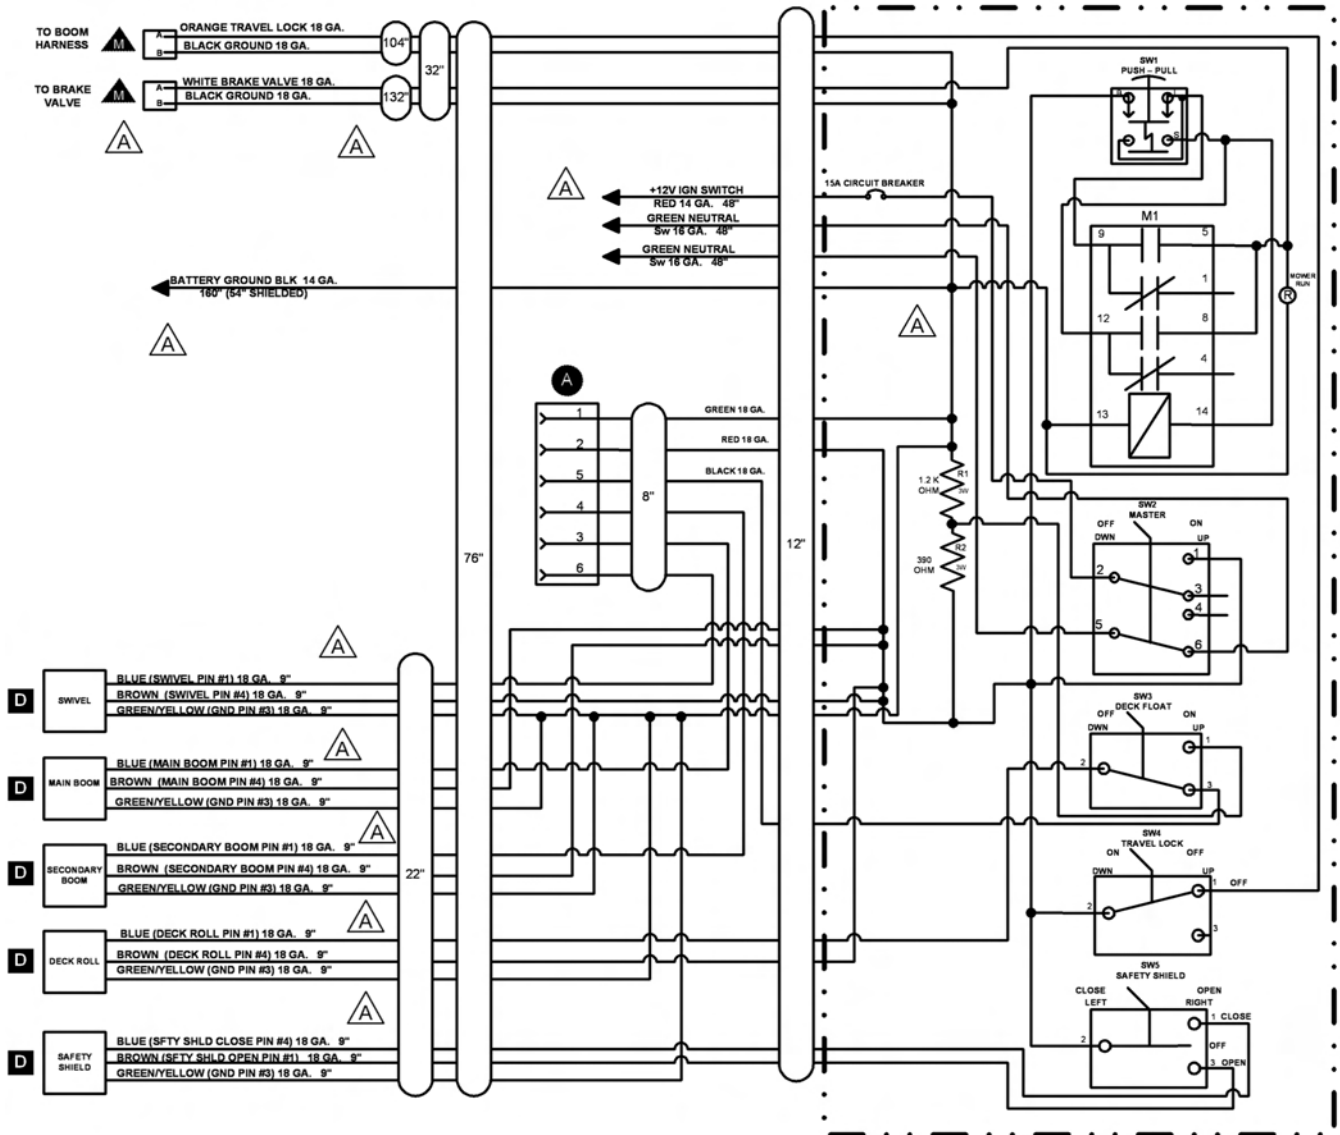 TO BOOM
HARNESS
M
A
B
ORANGE TRAVEL LOCK 18 GA.
BLACK GROUND 18 GA.
104"
32"
TO BRAKE
VALVE
M
A
B
WHITE BRAKE VALVE 18 GA.
BLACK GROUND 18 GA.
132"
A
A
A
+12V IGN SWITCH
RED 14 GA. 48"
GREEN NEUTRAL
Sw 16 GA. 48"
GREEN NEUTRAL
Sw 16 GA. 48"
15A CIRCUIT BREAKER
BATTERY GROUND BLK 14 GA.
160" (54" SHIELDED)
A
A
SW1
PUSH – PULL
M1
9
5
1
12
8
4
13
14
MOWER
RUN
R
A
1
2
5
4
3
6
8"
GREEN 18 GA.
RED 18 GA.
BLACK 18 GA.
76"
12"
1.2 K
OHM
R1
3W
390
OHM
R2
3W
SW2
MASTER
OFF
ON
DWN
UP
1
2
3
4
5
6
A
D
SWIVEL
BLUE (SWIVEL PIN #1) 18 GA. 9"
BROWN (SWIVEL PIN #4) 18 GA. 9"
GREEN/YELLOW (GND PIN #3) 18 GA. 9"
SW3
DECK FLOAT
OFF
ON
DWN
UP
1
2
3
A
D
MAIN BOOM
BLUE (MAIN BOOM PIN #1) 18 GA. 9"
BROWN (MAIN BOOM PIN #4) 18 GA. 9"
GREEN/YELLOW (GND PIN #3) 18 GA. 9"
A
D
SECONDARY
BOOM
BLUE (SECONDARY BOOM PIN #1) 18 GA. 9"
BROWN (SECONDARY BOOM PIN #4) 18 GA. 9"
GREEN/YELLOW (GND PIN #3) 18 GA. 9"
22"
SW4
TRAVEL LOCK
ON
OFF
DWN
UP
1
OFF
2
3
A
D
DECK ROLL
BLUE (DECK ROLL PIN #1) 18 GA. 9"
BROWN (DECK ROLL PIN #4) 18 GA. 9"
GREEN/YELLOW (GND PIN #3) 18 GA. 9"
SW5
SAFETY SHIELD
CLOSE
OPEN
LEFT
RIGHT
1 CLOSE
2
OFF
3 OPEN
A
D
SAFETY
SHIELD
BLUE (SFTY SHLD CLOSE PIN #4) 18 GA. 9"
BROWN (SFTY SHLD OPEN PIN #1) 18 GA. 9"
GREEN/YELLOW (GND PIN #3) 18 GA. 9"